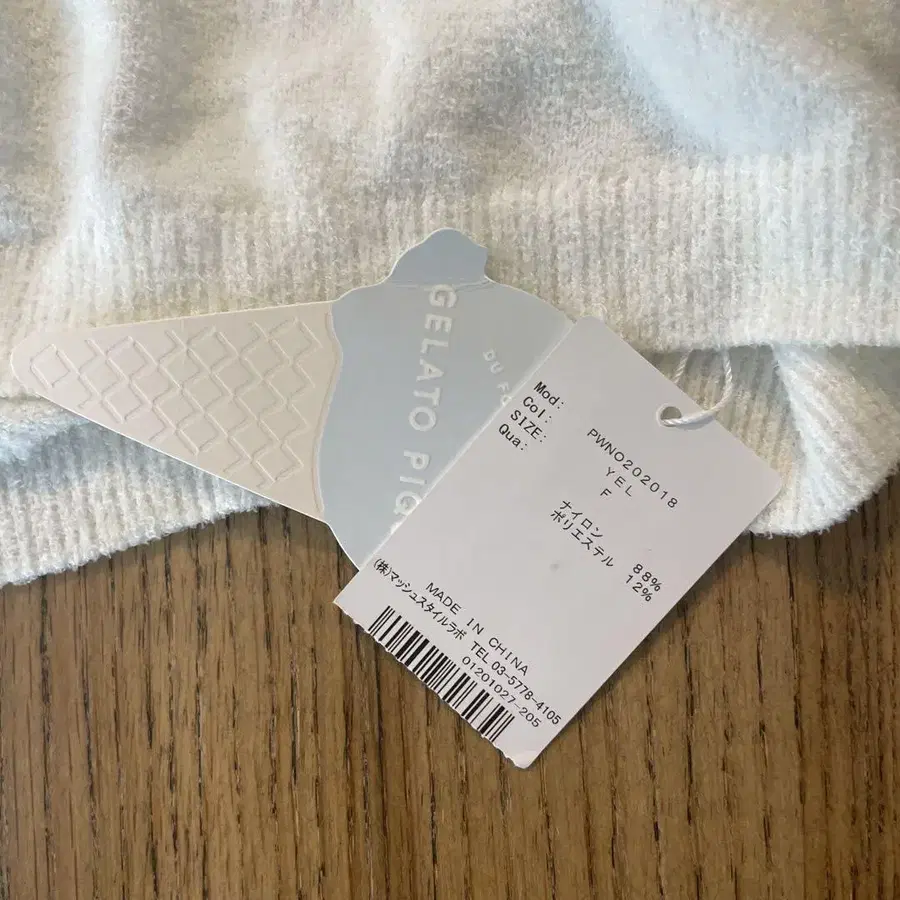 GELATO PIQ
DU FO
Mod: PWNO202018
Col: YEL
SIZE: F
Qua: ナイロン 88%
ポリエステル 12%
MADE IN CHINA
(株)マッシュスタイルラボ TEL 03-5778-4105
01201027-205